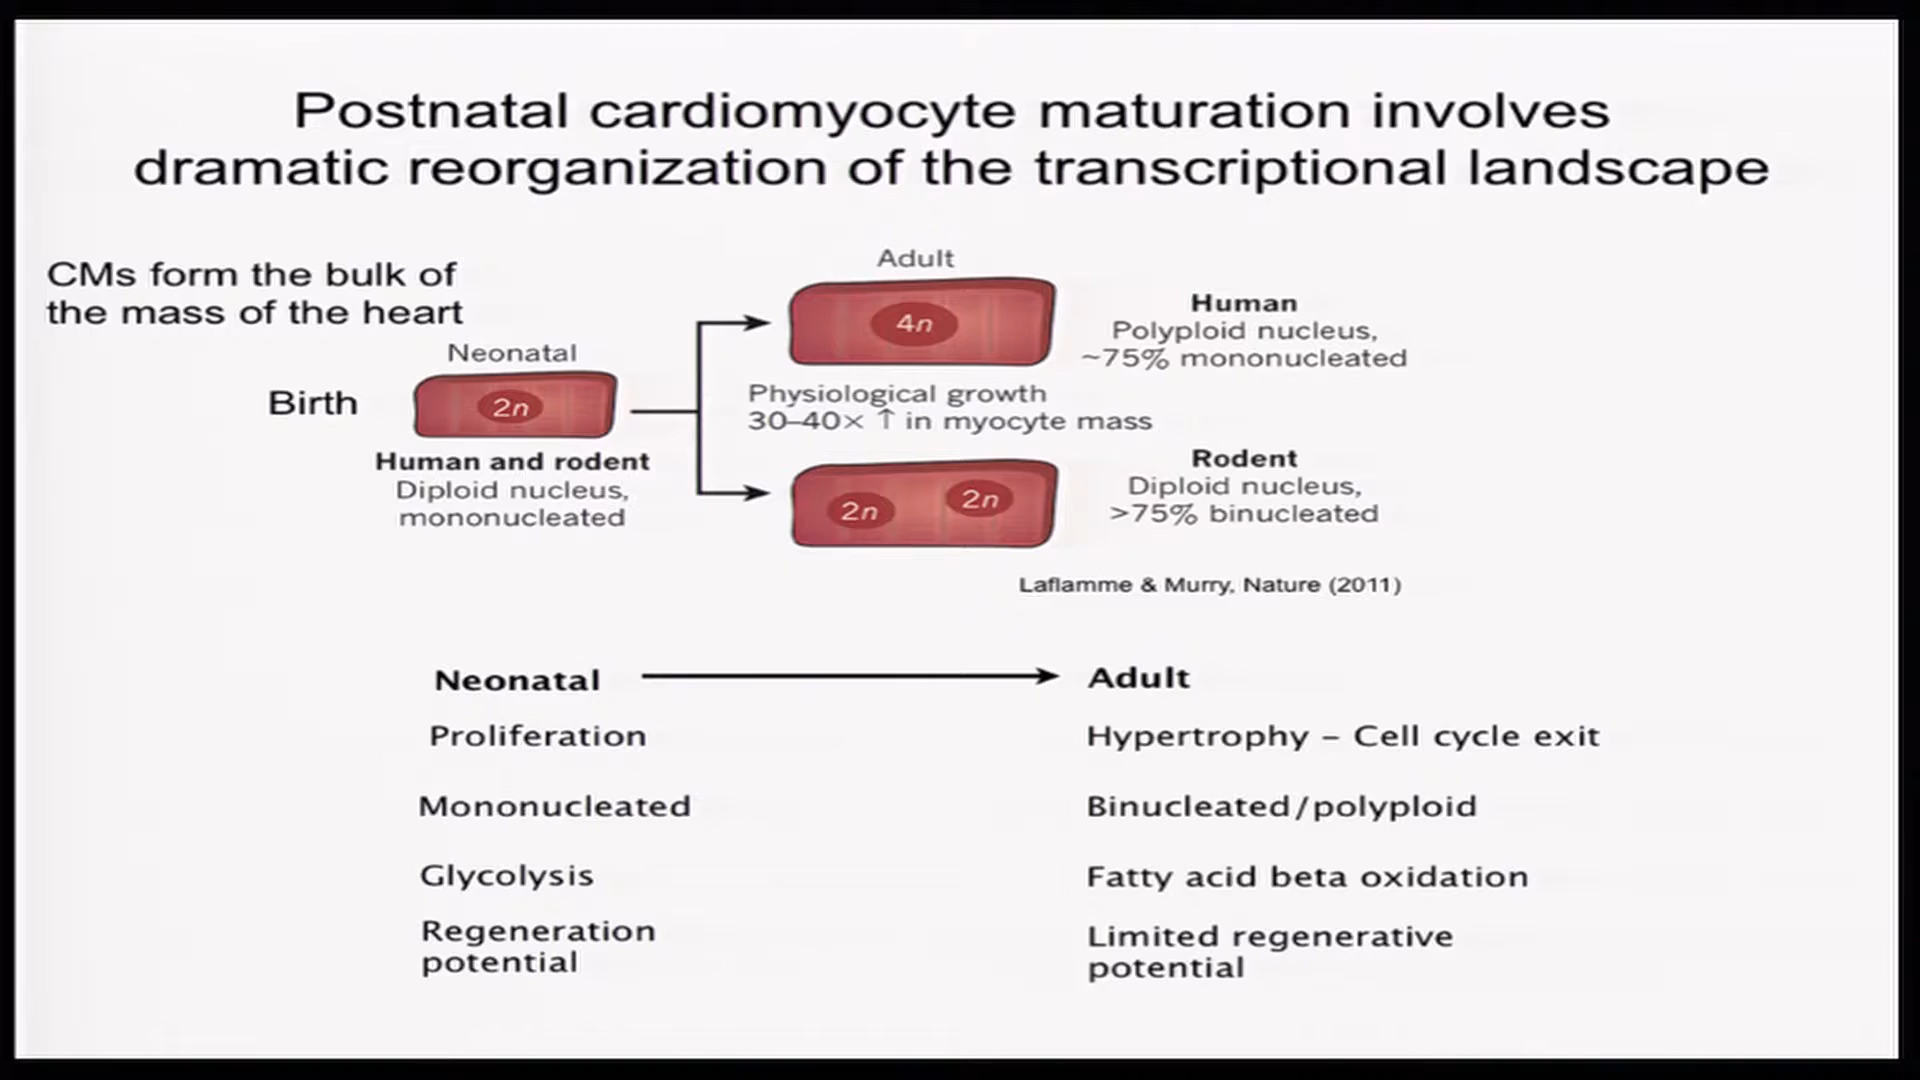 Postnatal cardiomyocyte maturation involves
dramatic reorganization of the transcriptional landscape
CMs form the bulk of
the mass of the heart
Birth
Neonatal
2n
Human and rodent
Diploid nucleus,
mononucleated
Adult
4n
Human
Polyploid nucleus,
~75% mononucleated
Physiological growth
30–40× ↑ in myocyte mass
2n 2n
Rodent
Diploid nucleus,
>75% binucleated
Laflamme & Murry, Nature (2011)
Neonatal Adult
Proliferation Hypertrophy – Cell cycle exit
Mononucleated Binucleated/polyploid
Glycolysis Fatty acid beta oxidation
Regeneration
potential
Limited regenerative
potential